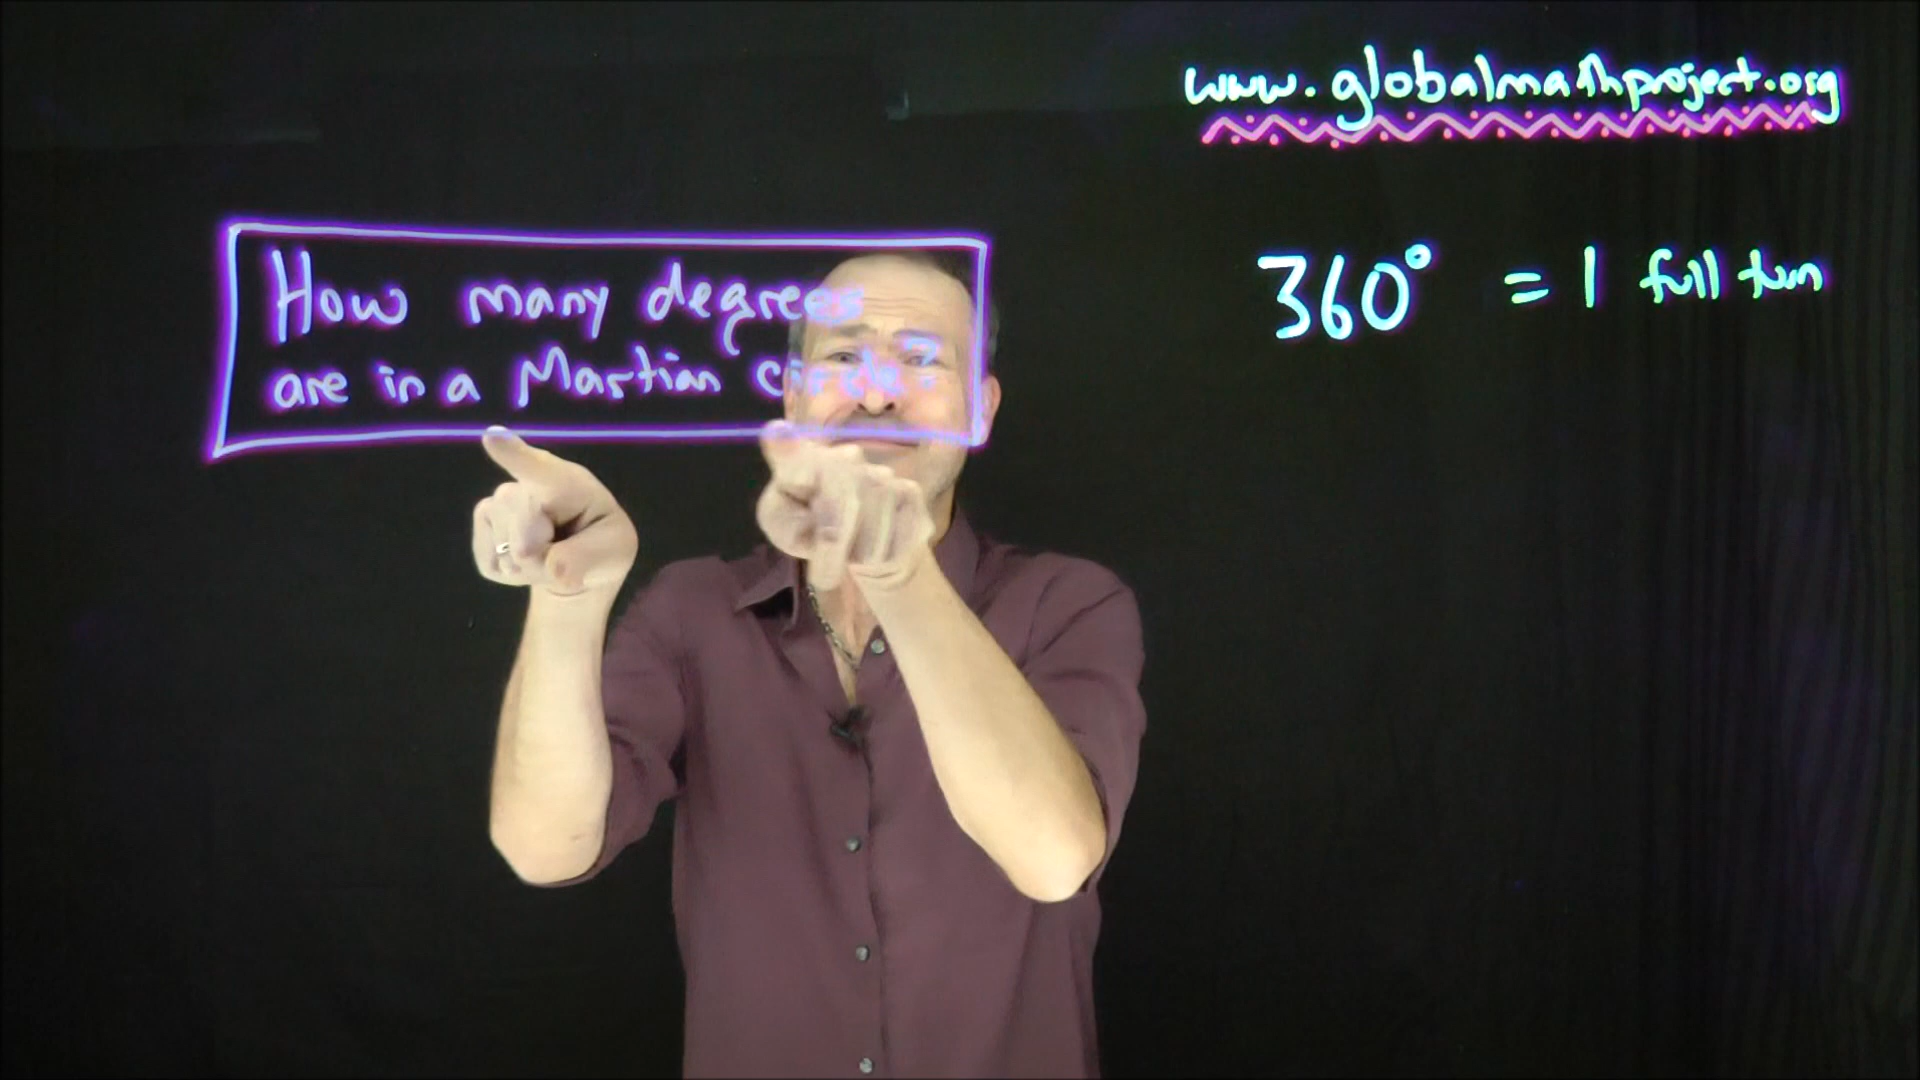 www.globalmathproject.org
How many degrees
are in a Martian circle?
360° = 1 full turn